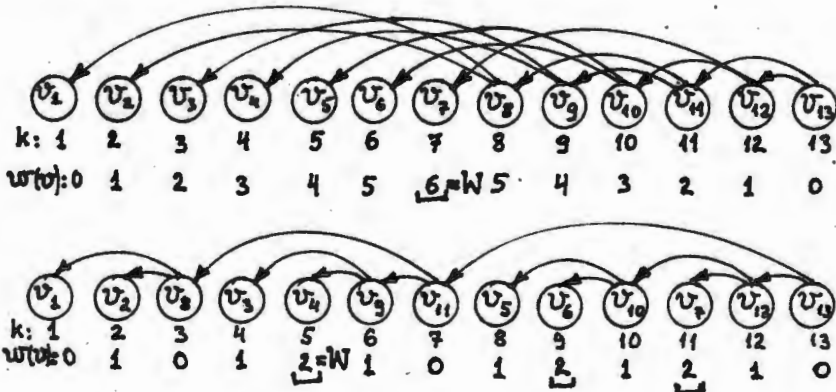 v₁ v₂ v₃ v₄ v₅ v₆ v₇ v₈ v₉ v₁₀ v₁₁ v₁₂ v₁₃
k: 1 2 3 4 5 6 7 8 9 10 11 12 13
w(v): 0 1 2 3 4 5 6=W 5 4 3 2 1 0
v₁ v₂ v₈ v₃ v₄ v₉ v₁₁ v₅ v₆ v₁₀ v₇ v₁₂ v₁₃
k: 1 2 3 4 5 6 7 8 9 10 11 12 13
w(v): 0 1 0 1 2=W 1 0 1 2 1 2 1 0